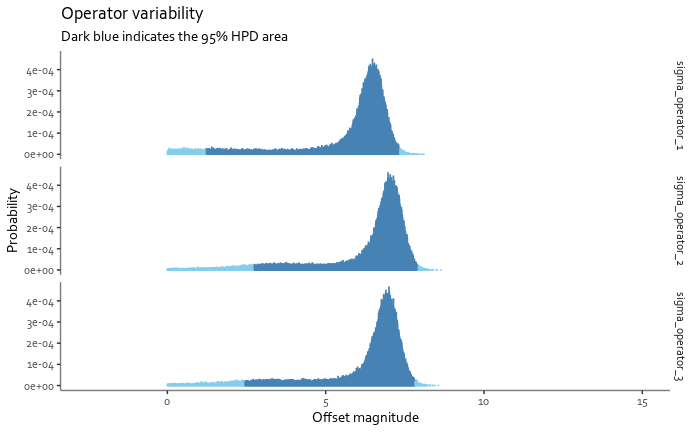 Operator variability
Dark blue indicates the 95% HPD area
4e-04
3e-04
2e-04
1e-04
0e+00
sigma_operator_1
4e-04
3e-04
2e-04
1e-04
0e+00
sigma_operator_2
4e-04
3e-04
2e-04
1e-04
0e+00
sigma_operator_3
Probability
0 5 10 15
Offset magnitude